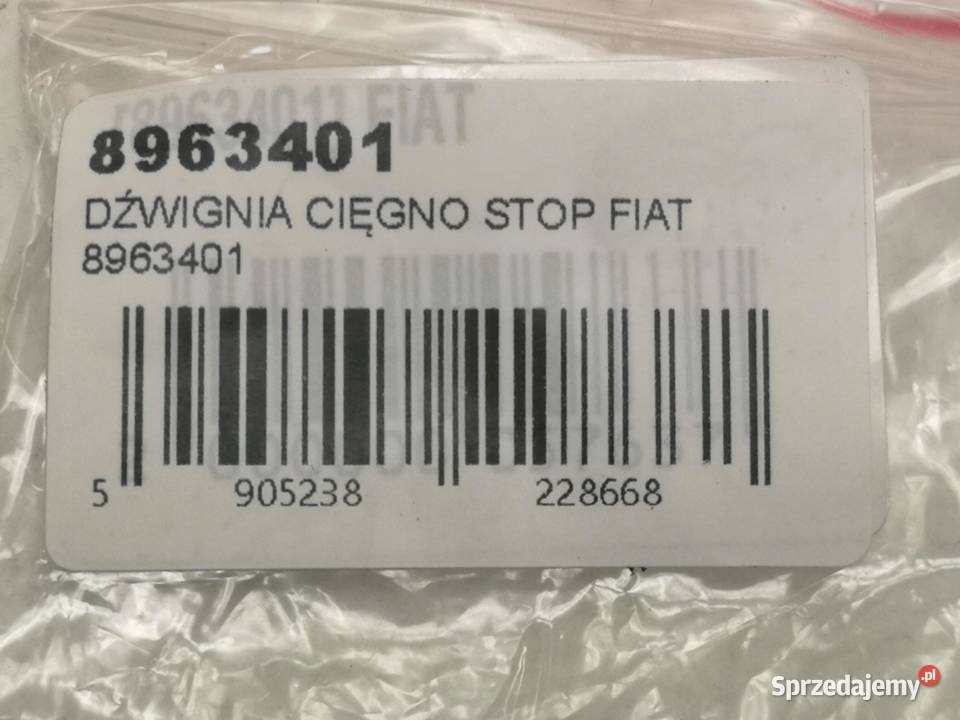 8963401
DŹWIGNIA CIĘGNO STOP FIAT
8963401
5 905238 228668
Sprzedajemy.pl